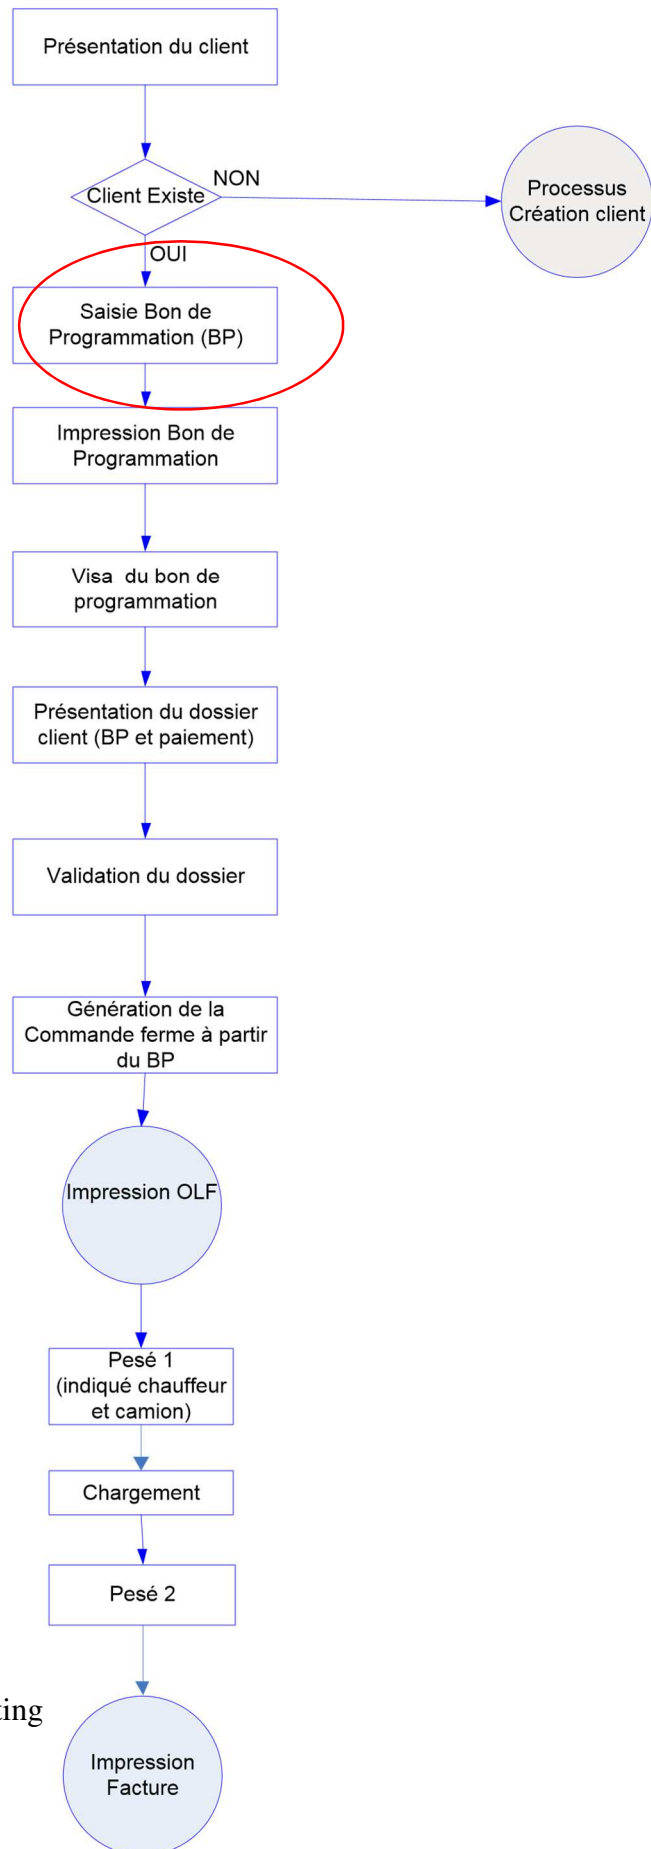 Présentation du client
Client Existe
NON
Processus
Création client
OUI
Saisie Bon de
Programmation (BP)
Impression Bon de
Programmation
Visa du bon de
programmation
Présentation du dossier
client (BP et paiement)
Validation du dossier
Génération de la
Commande ferme à partir
du BP
Impression OLF
Pesé 1
(indiqué chauffeur
et camion)
Chargement
Pesé 2
ting
Impression
Facture